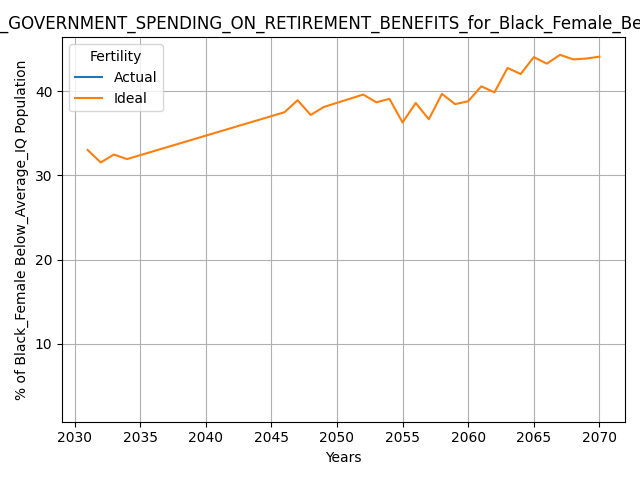 _GOVERNMENT_SPENDING_ON_RETIREMENT_BENEFITS_for_Black_Female_Be
Fertility
Actual
Ideal
% of Black_Female Below_Average_IQ Population
40
30
20
10
2030 2035 2040 2045 2050 2055 2060 2065 2070
Years